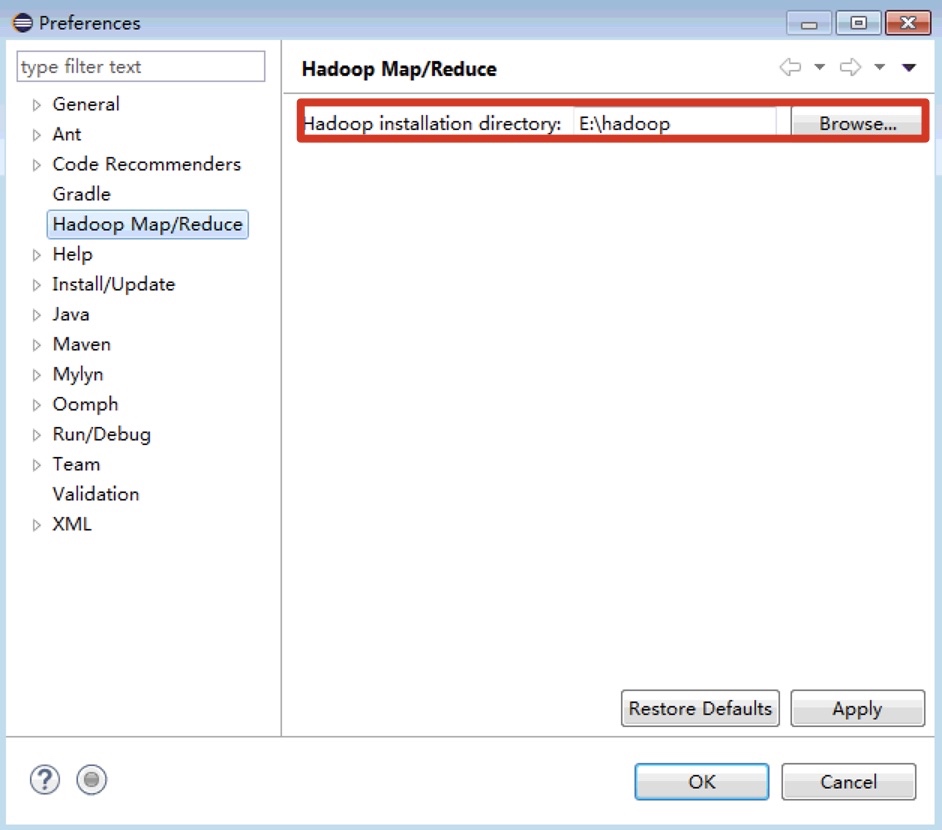 Preferences
type filter text
General
Ant
Code Recommenders
Gradle
Hadoop Map/Reduce
Help
Install/Update
Java
Maven
Mylyn
Oomph
Run/Debug
Team
Validation
XML
Hadoop Map/Reduce
Hadoop installation directory: E:\hadoop Browse...
Restore Defaults Apply
? OK Cancel